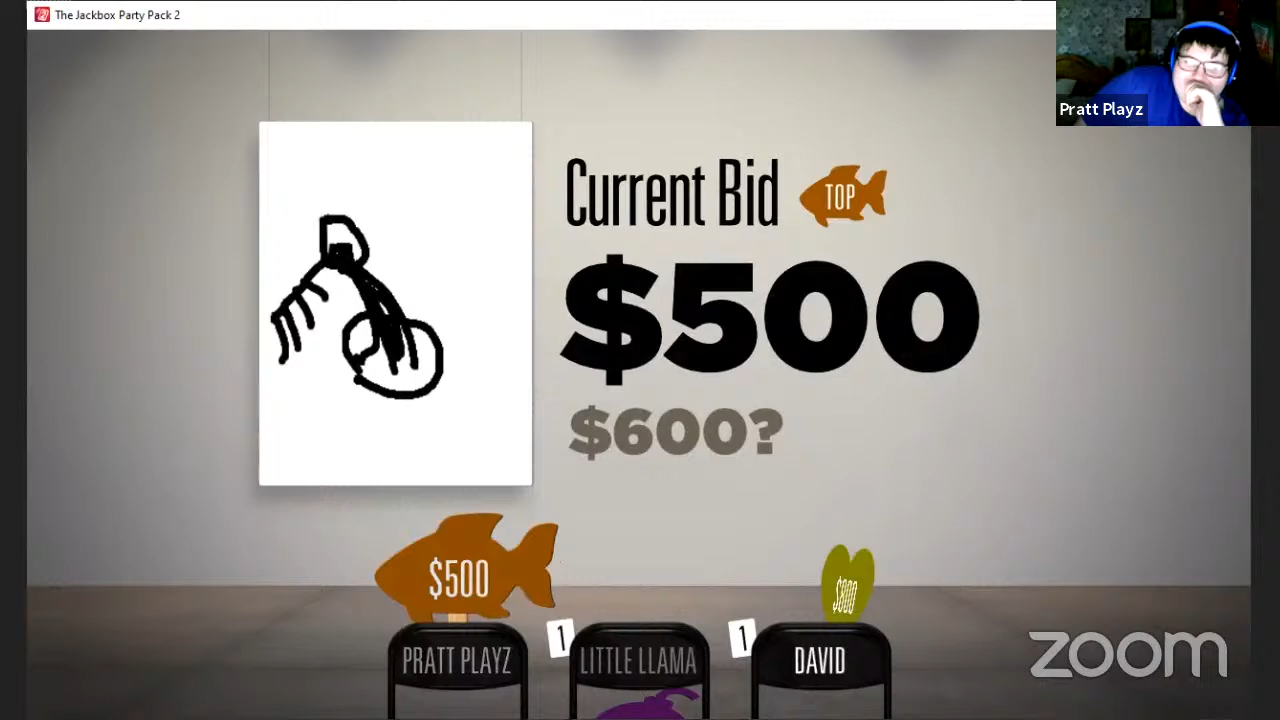 The Jackbox Party Pack 2
Pratt Playz
Current Bid
TOP
$500
$600?
$500
$800
1
1
PRATT PLAYZ
LITTLE LLAMA
DAVID
zoom